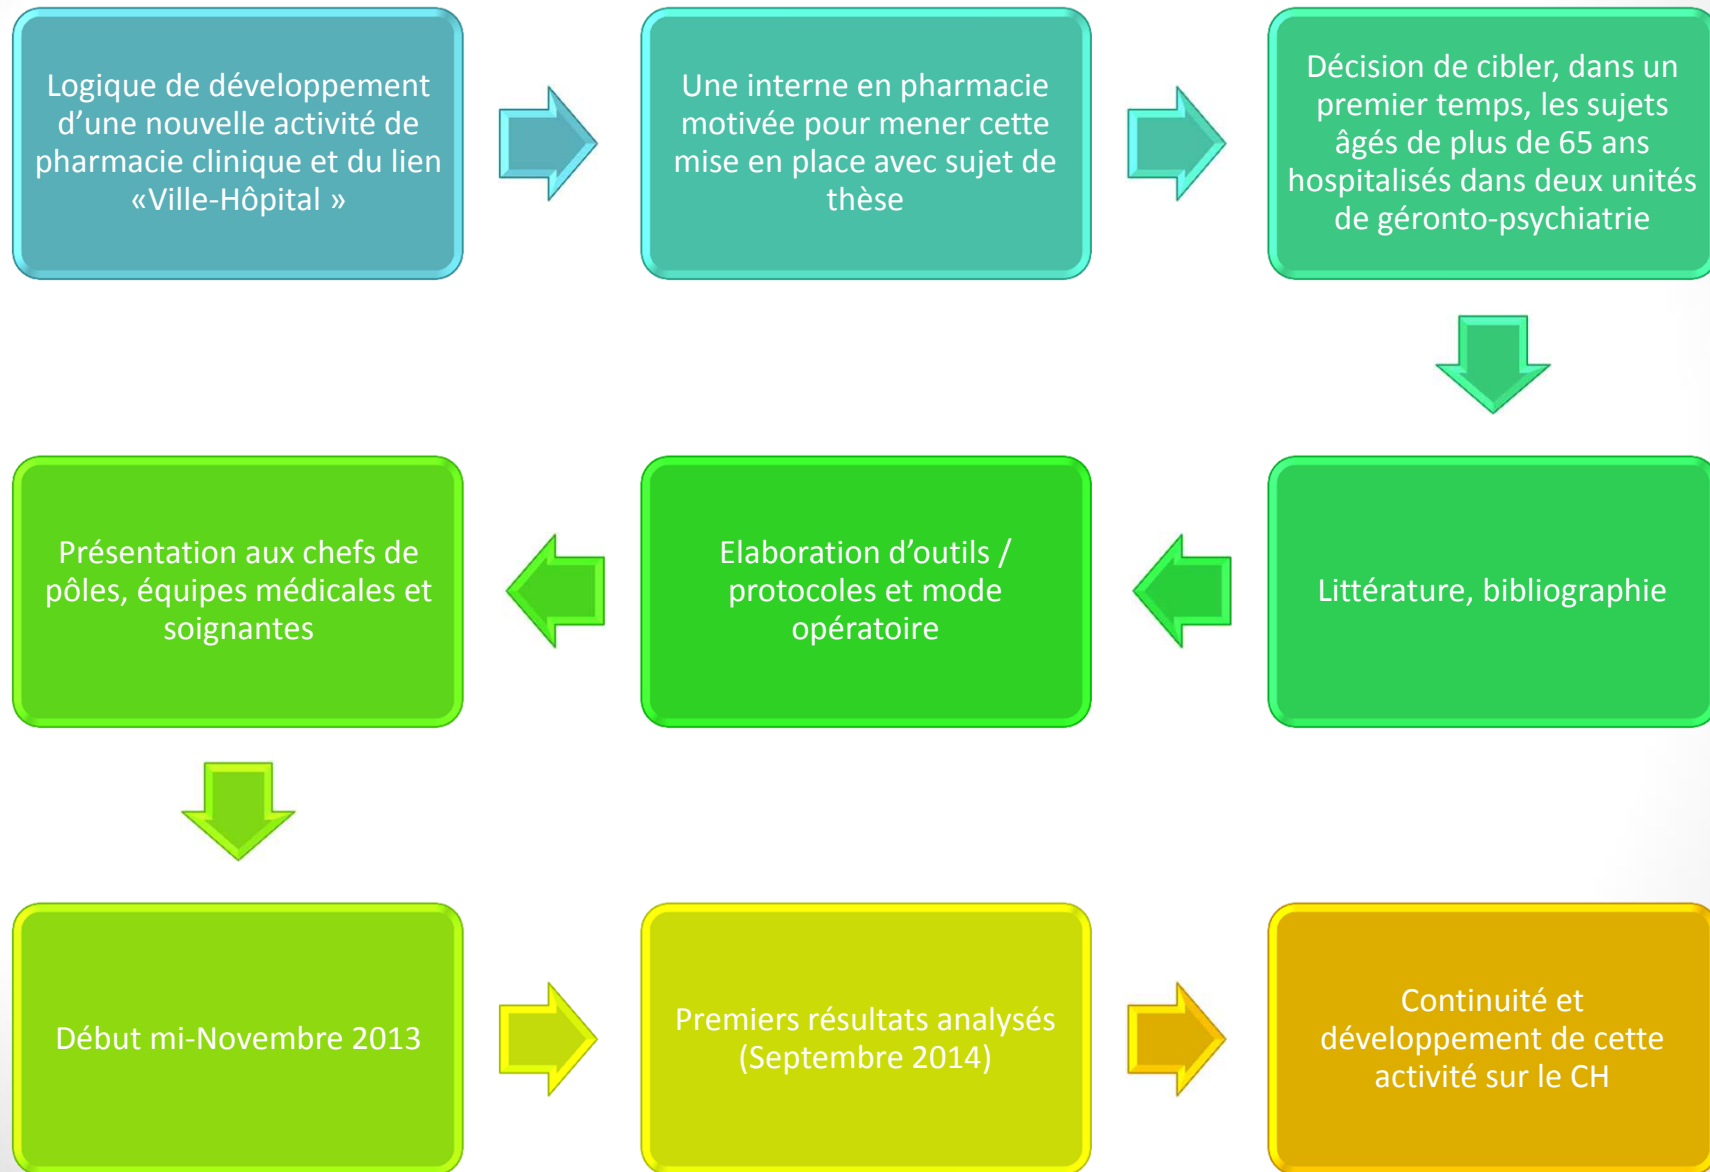 Logique de développement
d’une nouvelle activité de
pharmacie clinique et du lien
«Ville-Hôpital »
Une interne en pharmacie
motivée pour mener cette
mise en place avec sujet de
thèse
Décision de cibler, dans un
premier temps, les sujets
âgés de plus de 65 ans
hospitalisés dans deux unités
de géronto-psychiatrie
Littérature, bibliographie
Elaboration d’outils /
protocoles et mode
opératoire
Présentation aux chefs de
pôles, équipes médicales et
soignantes
Début mi-Novembre 2013
Premiers résultats analysés
(Septembre 2014)
Continuité et
développement de cette
activité sur le CH